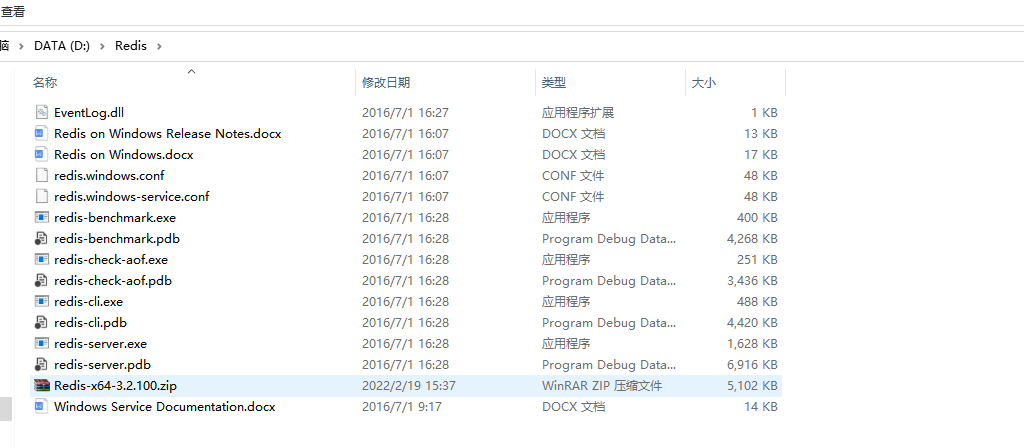 查看
脑 › DATA (D:) › Redis ›
名称 修改日期 类型 大小
EventLog.dll 2016/7/1 16:27 应用程序扩展 1 KB
Redis on Windows Release Notes.docx 2016/7/1 16:07 DOCX 文档 13 KB
Redis on Windows.docx 2016/7/1 16:07 DOCX 文档 17 KB
redis.windows.conf 2016/7/1 16:07 CONF 文件 48 KB
redis.windows-service.conf 2016/7/1 16:07 CONF 文件 48 KB
redis-benchmark.exe 2016/7/1 16:28 应用程序 400 KB
redis-benchmark.pdb 2016/7/1 16:28 Program Debug Data... 4,268 KB
redis-check-aof.exe 2016/7/1 16:28 应用程序 251 KB
redis-check-aof.pdb 2016/7/1 16:28 Program Debug Data... 3,436 KB
redis-cli.exe 2016/7/1 16:28 应用程序 488 KB
redis-cli.pdb 2016/7/1 16:28 Program Debug Data... 4,420 KB
redis-server.exe 2016/7/1 16:28 应用程序 1,628 KB
redis-server.pdb 2016/7/1 16:28 Program Debug Data... 6,916 KB
Redis-x64-3.2.100.zip 2022/2/19 15:37 WinRAR ZIP 压缩文件 5,102 KB
Windows Service Documentation.docx 2016/7/1 9:17 DOCX 文档 14 KB